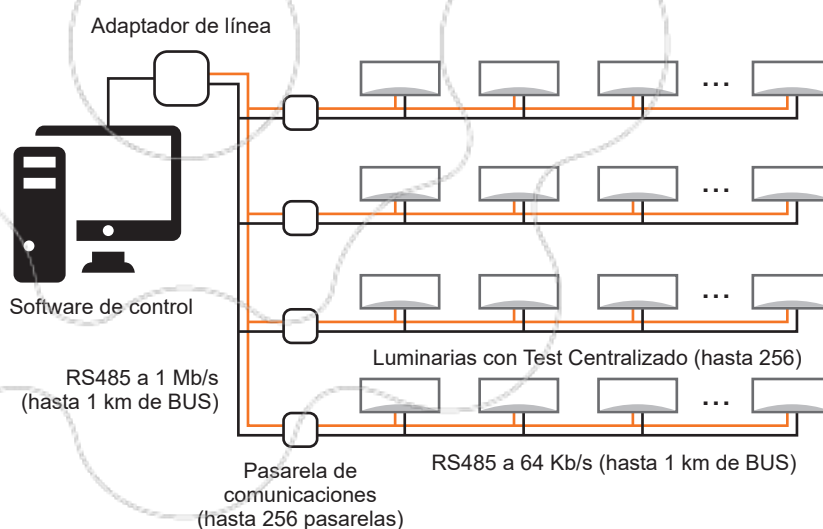 Adaptador de línea
...
...
Software de control
...
Luminarias con Test Centralizado (hasta 256)
RS485 a 1 Mb/s
(hasta 1 km de BUS)
...
RS485 a 64 Kb/s (hasta 1 km de BUS)
Pasarela de
comunicaciones
(hasta 256 pasarelas)